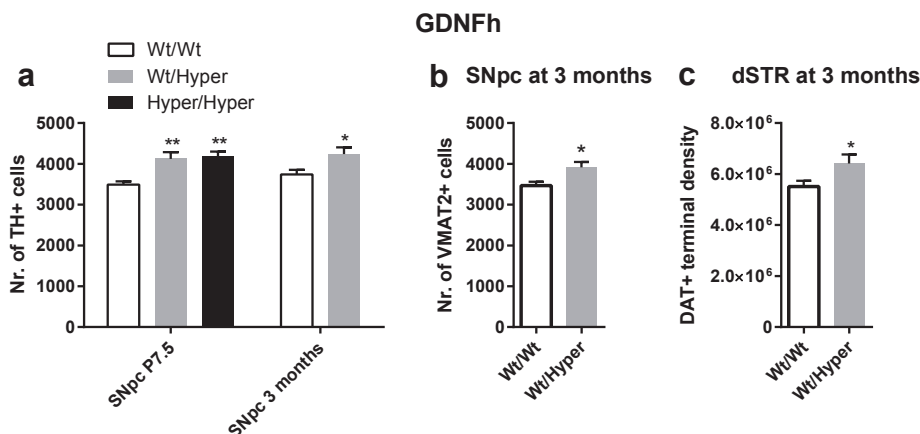 GDNFh
Wt/Wt
Wt/Hyper
Hyper/Hyper
a
Nr. of TH+ cells
5000
4000
3000
2000
1000
0
** ** *
SNpc P7.5
SNpc 3 months
b SNpc at 3 months
Nr. of VMAT2+ cells
5000
4000
3000
2000
1000
0
*
Wt/Wt
Wt/Hyper
c dSTR at 3 months
DAT+ terminal density
8.0×10⁶
6.0×10⁶
4.0×10⁶
2.0×10⁶
0
*
Wt/Wt
Wt/Hyper